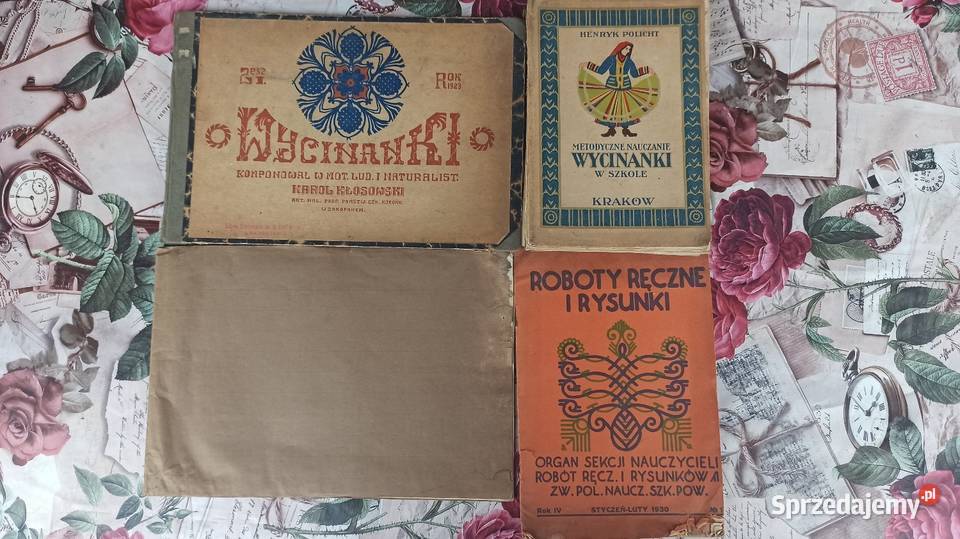 ZESZ
I.
ROK
1923
WYCINANKI
KOMPONOWAŁ W MOT. LUD. I NATURALIST.
KAROL KŁOSOWSKI
W ZAKOPANEM.
HENRYK POLICHT
METODYCZNE NAUCZANIE
WYCINANKI
W SZKOLE
KRAKÓW
ROBOTY RĘCZNE
I RYSUNKI
ORGAN SEKCJI NAUCZYCIELI
ROBÓT RĘCZ. I RYSUNKÓW
ZW. POL. NAUCZ. SZK. POW.
Rok IV STYCZEŃ-LUTY 1930
Sprzedajemy.pl